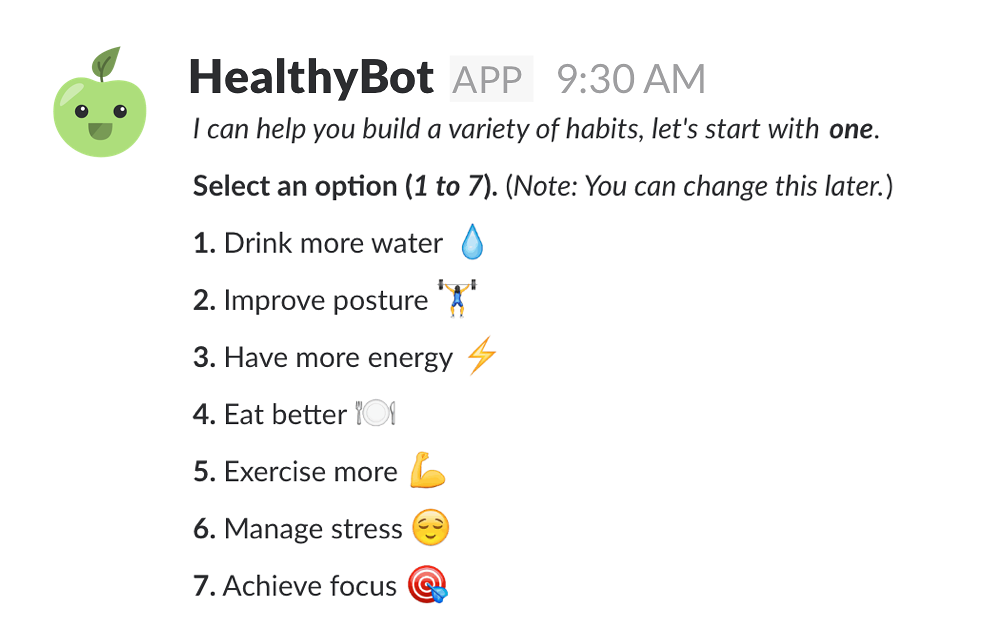 HealthyBot APP 9:30 AM
I can help you build a variety of habits, let's start with one.
Select an option (1 to 7). (Note: You can change this later.)
1. Drink more water 💧
2. Improve posture 🏋️
3. Have more energy ⚡
4. Eat better 🍽️
5. Exercise more 💪
6. Manage stress 😌
7. Achieve focus 🎯